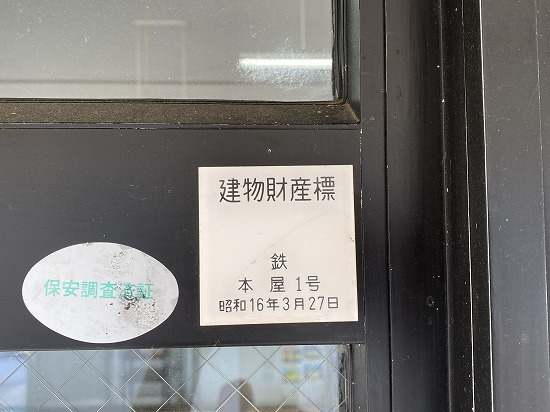 建物財産標
鉄
本屋1号
昭和16年3月27日
保安調査済証